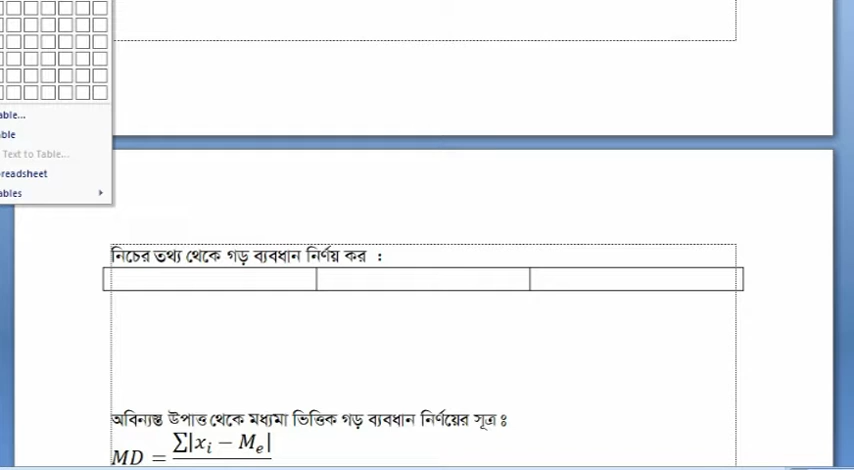 able...
able
Text to Table...
readsheet
ables
নিচের তথ্য থেকে গড় ব্যবধান নির্ণয় কর :
অবিন্যস্ত উপাত্ত থেকে মধ্যমা ভিত্তিক গড় ব্যবধান নির্ণয়ের সূত্রঃ
MD = ∑|xᵢ − Mₑ|